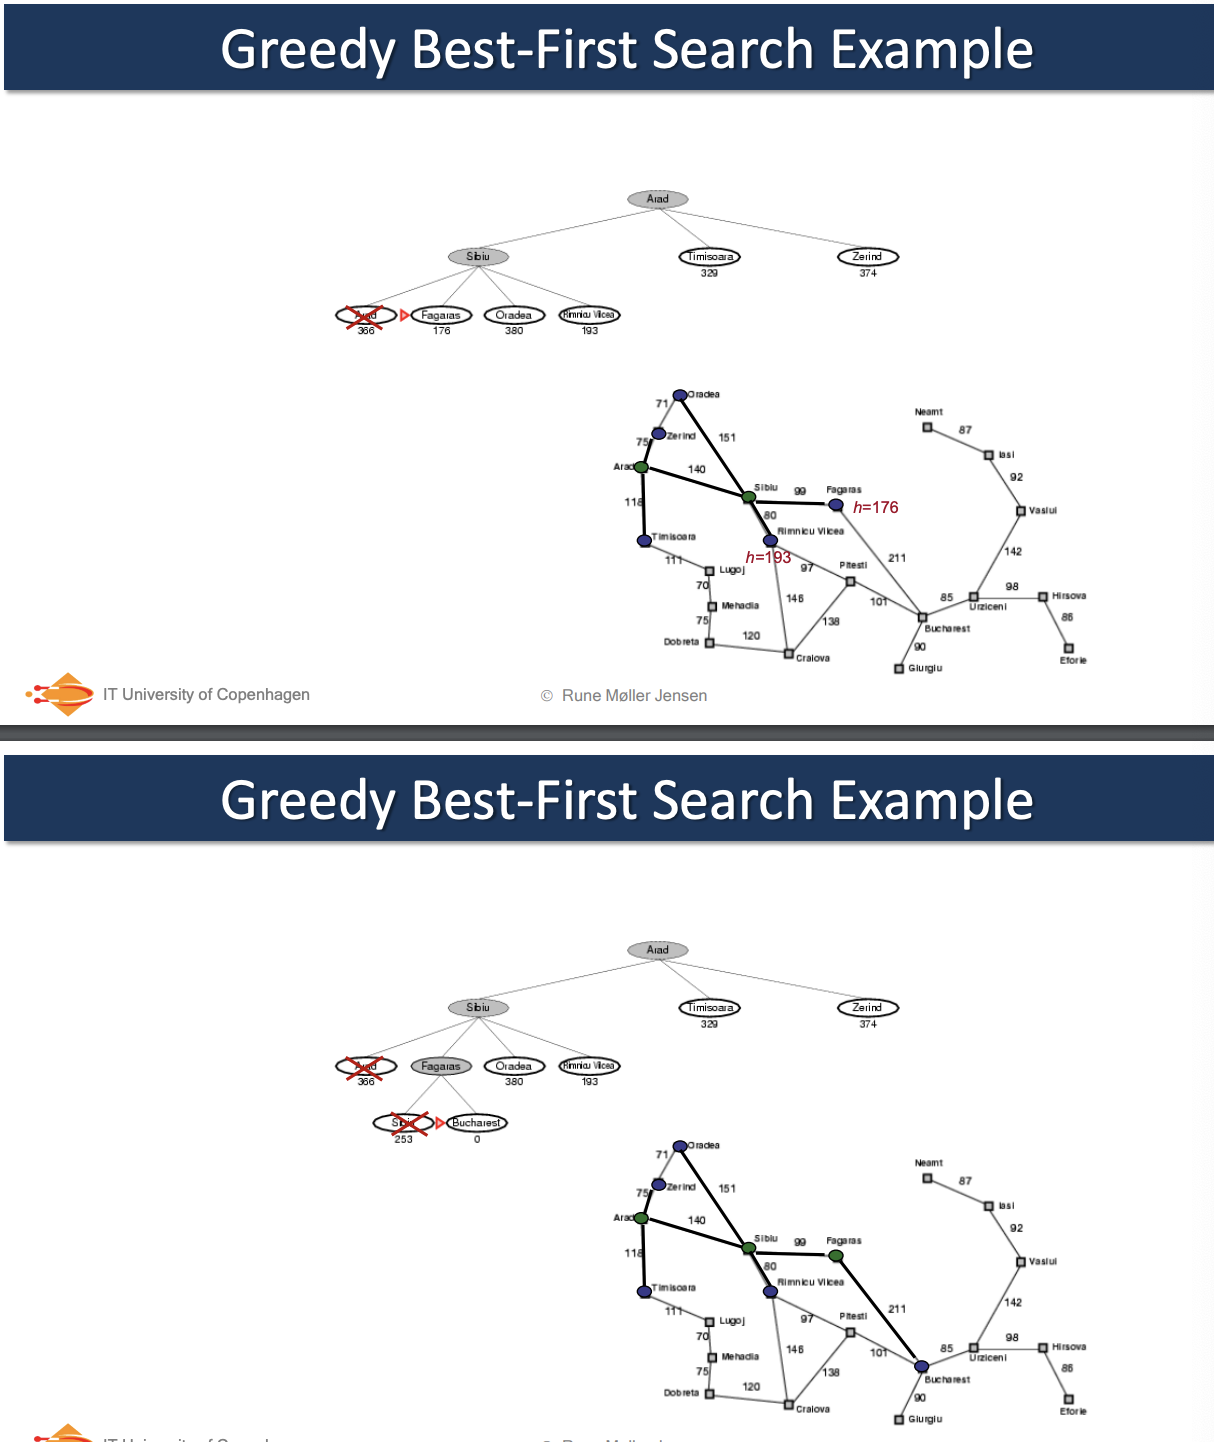 Greedy Best-First Search Example
Arad
Sibiu
Timisoara
Zerind
329
374
Arad
Fagaras
Oradea
Rimnicu Vilcea
366
176
380
193
Oradea
71
Neamt
87
Zerind
151
75
Iasi
Arad
140
92
Sibiu
99
Fagaras
118
80
h=176
Vaslui
Timisoara
Rimnicu Vilcea
142
111
h=193
211
Lugoj
97
Pitesti
70
98
146
101
85
Hirsova
Mehadia
Urziceni
75
138
86
120
Bucharest
Dobreta
90
Craiova
Eforie
Giurgiu
IT University of Copenhagen
© Rune Møller Jensen
Greedy Best-First Search Example
Arad
Sibiu
Timisoara
Zerind
329
374
Arad
Fagaras
Oradea
Rimnicu Vilcea
366
380
193
Sibiu
Bucharest
253
0
Oradea
71
Neamt
87
Zerind
151
75
Iasi
Arad
140
92
Sibiu
99
Fagaras
118
80
Vaslui
Timisoara
Rimnicu Vilcea
142
111
211
Lugoj
97
Pitesti
70
98
146
101
85
Hirsova
Mehadia
Urziceni
75
138
86
120
Bucharest
Dobreta
90
Craiova
Eforie
Giurgiu